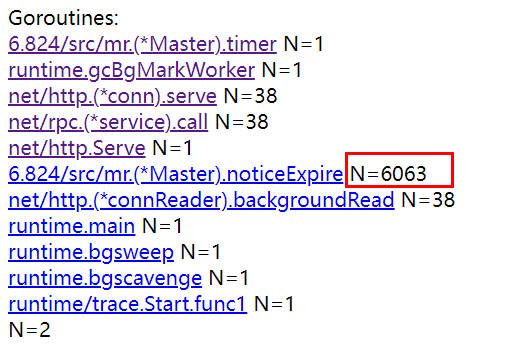 Goroutines:
6.824/src/mr.(*Master).timer N=1
runtime.gcBgMarkWorker N=1
net/http.(*conn).serve N=38
net/rpc.(*service).call N=38
net/http.Serve N=1
6.824/src/mr.(*Master).noticeExpire N=6063
net/http.(*connReader).backgroundRead N=38
runtime.main N=1
runtime.bgsweep N=1
runtime.bgscavenge N=1
runtime/trace.Start.func1 N=1
N=2